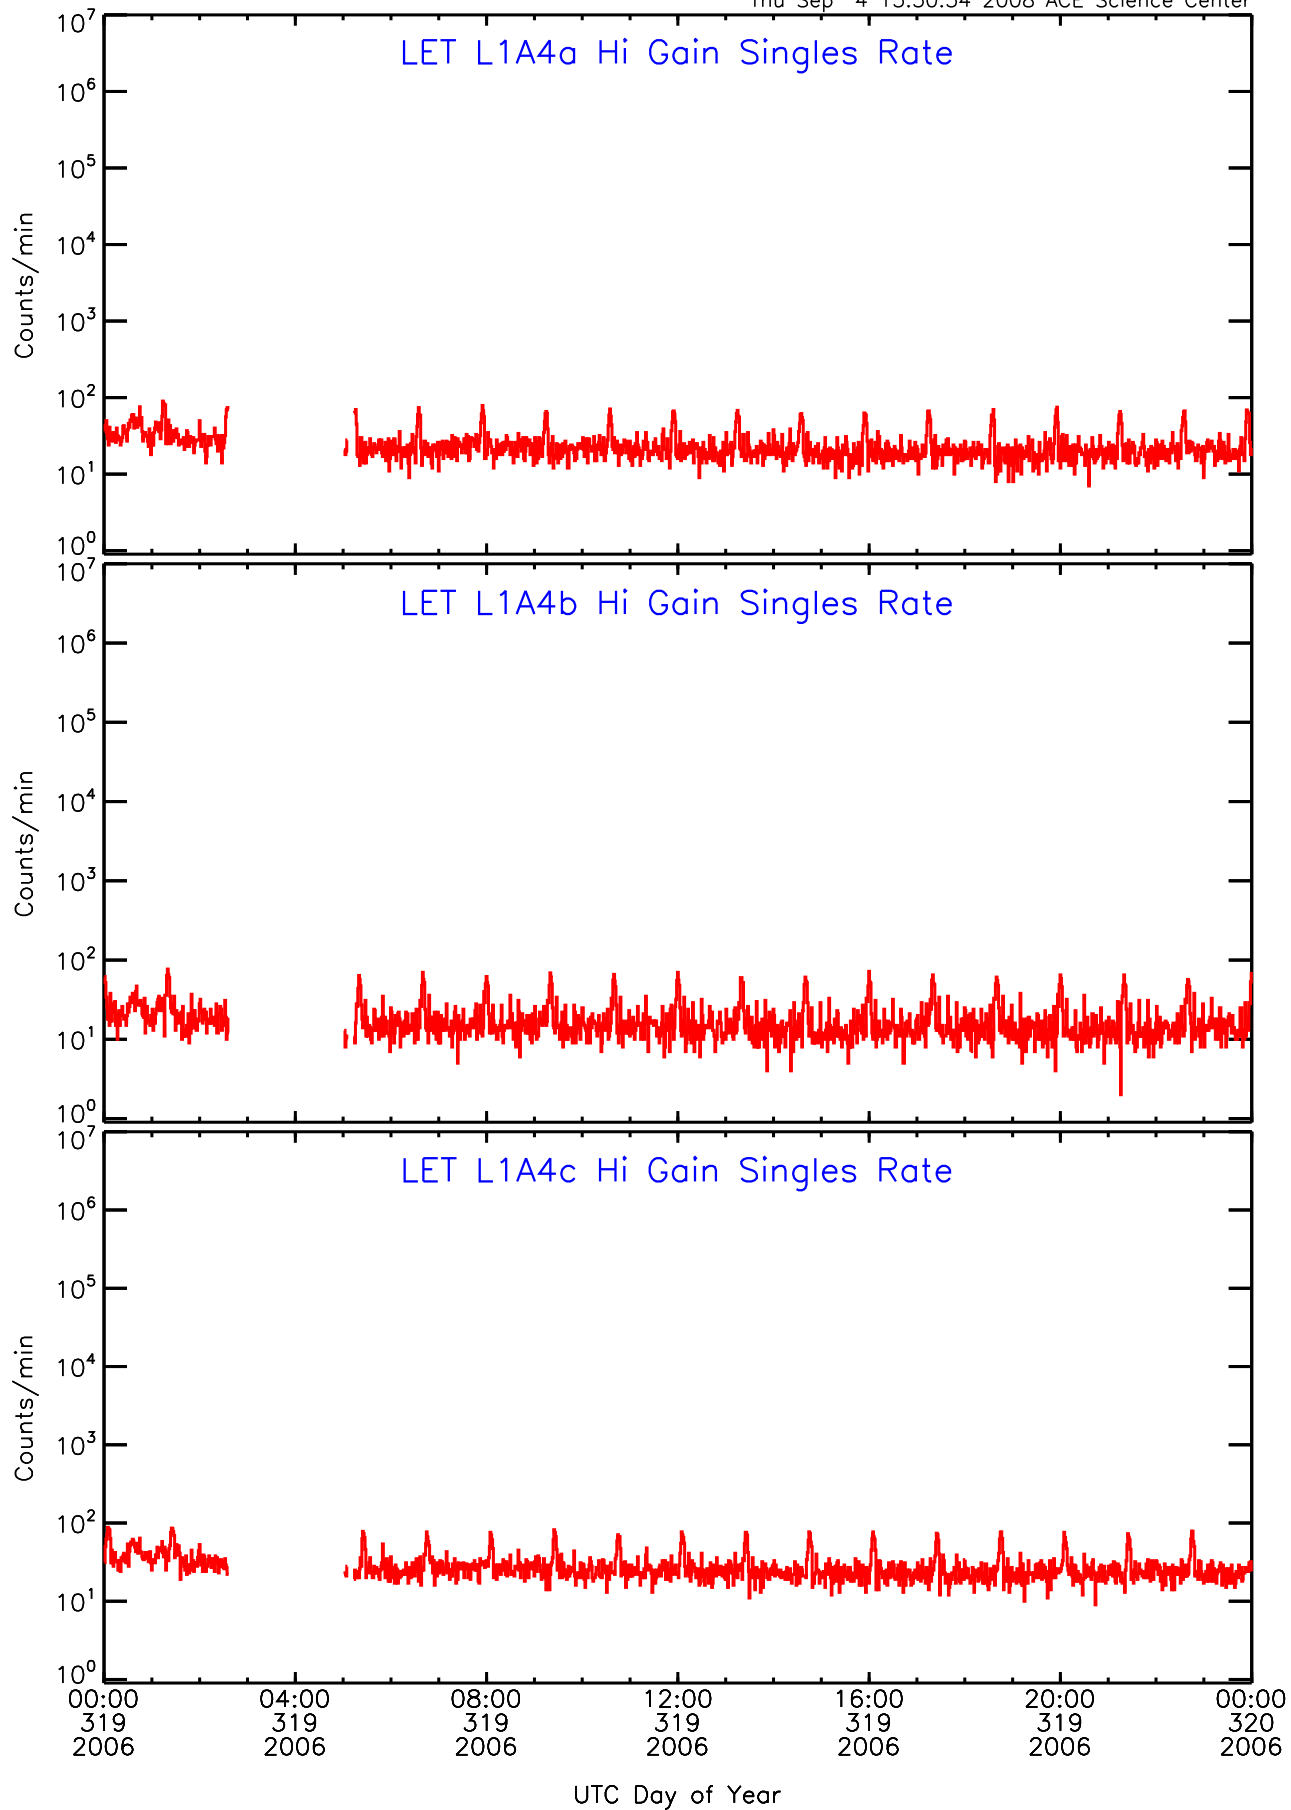 4 2008 ACE Science Center
LET L1A4a Hi Gain Singles Rate
10^7
10^6
10^5
10^4
10^3
10^2
10^1
10^0
Counts/min
LET L1A4b Hi Gain Singles Rate
10^7
10^6
10^5
10^4
10^3
10^2
10^1
10^0
Counts/min
LET L1A4c Hi Gain Singles Rate
10^7
10^6
10^5
10^4
10^3
10^2
10^1
10^0
Counts/min
00:00 04:00 08:00 12:00 16:00 20:00 00:00
319 319 319 319 319 319 320
2006 2006 2006 2006 2006 2006 2006
UTC Day of Year